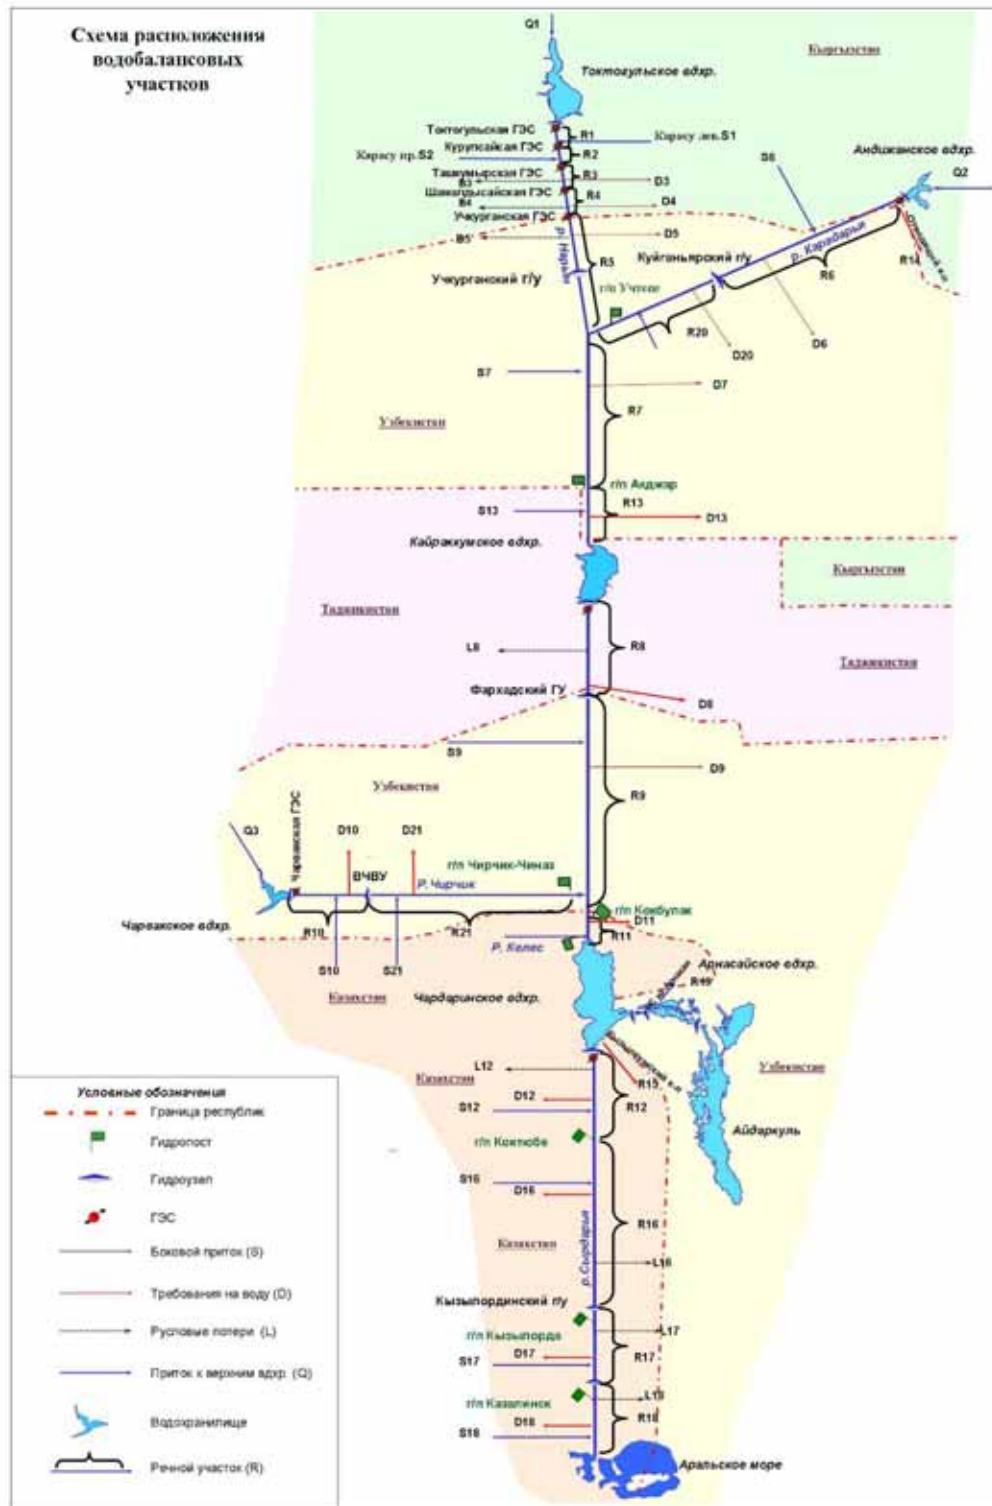 Схема расположения
водобалансовых
участков
Q1
Кыргызстан
Токтогульское вдхр.
Токтогульская ГЭС
R1
Карасу лев.S1
Курупсайкая ГЭС
Карасу пр.S2
R2
S6
Андижанское вдхр.
Ташкумырская ГЭС
R3
D3
Q2
Шамалдысайская ГЭС
R4
D4
Учкурганская ГЭС
D5
р. Нарын
R5
Куйганьярский г/у
р. Карадарья
R14
R6
Учкурганский г/у
г/п Учтепе
R20
D20
D6
S7
D7
R7
Узбекистан
г/п Акджар
R13
S13
D13
Кайраккумское вдхр.
Кыргызстан
Таджикистан
L8
R8
Таджикистан
Фархадский ГУ
D8
S9
D9
Узбекистан
R9
Q3
Чарвакская ГЭС
D10
D21
г/п Чирчик-Чиназ
ВЧВУ
Р. Чирчик
г/п Кокбулак
D11
Чарвакское вдхр.
R10
R21
Р. Келес
R11
S10
S21
Арнасайское вдхр.
Казахстан
Чардаринское вдхр.
Кызылкумский к-л
L12
Казахстан
R15
Узбекистан
D12
R12
S12
г/п Коктюбе
Айдаркуль
S16
D16
R16
Казахстан
р.Сырдарья
L16
Кызылординский г/у
г/п Кызылорда
L17
D17
R17
S17
г/п Казалинск
D18
R18
S18
Аральское море
Условные обозначения
Граница республик
Гидропост
Гидроузел
ГЭС
Боковой приток (S)
Требования на воду (D)
Русловые потери (L)
Приток к верхним вдхр. (Q)
Водохранилище
Речной участок (R)